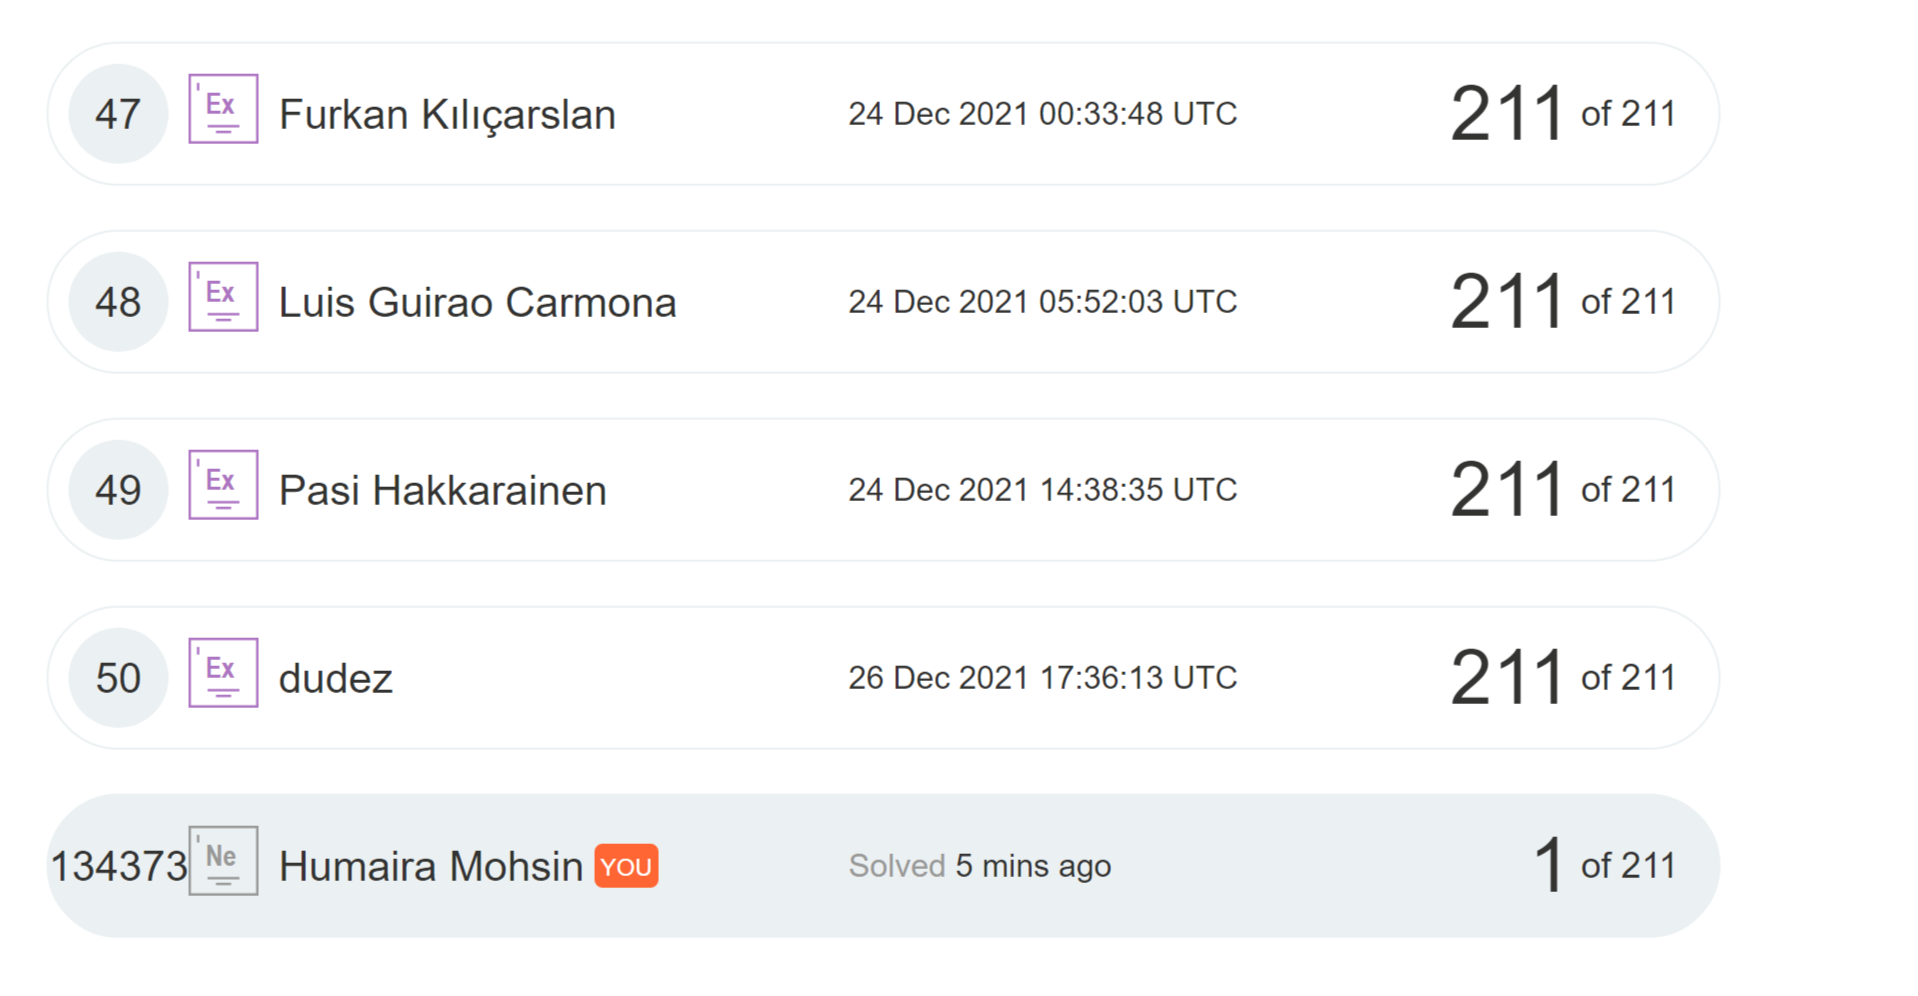 47 Ex Furkan Kılıçarslan 24 Dec 2021 00:33:48 UTC 211 of 211
48 Ex Luis Guirao Carmona 24 Dec 2021 05:52:03 UTC 211 of 211
49 Ex Pasi Hakkarainen 24 Dec 2021 14:38:35 UTC 211 of 211
50 Ex dudez 26 Dec 2021 17:36:13 UTC 211 of 211
134373 Ne Humaira Mohsin YOU Solved 5 mins ago 1 of 211